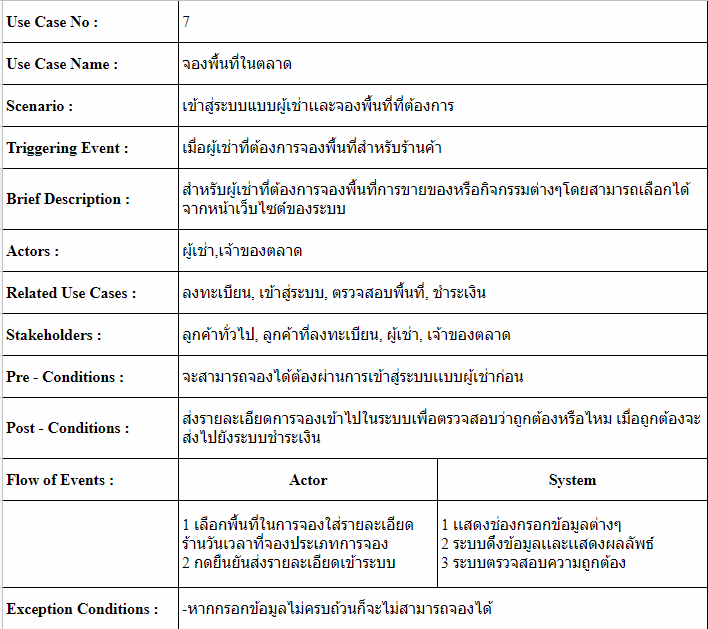 Use Case No : 7
Use Case Name : จองพื้นที่ในตลาด
Scenario : เข้าสู่ระบบแบบผู้เช่าและจองพื้นที่ที่ต้องการ
Triggering Event : เมื่อผู้เช่าที่ต้องการจองพื้นที่สำหรับร้านค้า
Brief Description : สำหรับผู้เช่าที่ต้องการจองพื้นที่การขายของหรือกิจกรรมต่างๆโดยสามารถเลือกได้
จากหน้าเว็บไซต์ของระบบ
Actors : ผู้เช่า,เจ้าของตลาด
Related Use Cases : ลงทะเบียน, เข้าสู่ระบบ, ตรวจสอบพื้นที่, ชำระเงิน
Stakeholders : ลูกค้าทั่วไป, ลูกค้าที่ลงทะเบียน, ผู้เช่า, เจ้าของตลาด
Pre - Conditions : จะสามารถจองได้ต้องผ่านการเข้าสู่ระบบแบบผู้เช่าก่อน
Post - Conditions : ส่งรายละเอียดการจองเข้าไปในระบบเพื่อตรวจสอบว่าถูกต้องหรือไหม เมื่อถูกต้องจะ
ส่งไปยังระบบชำระเงิน
Flow of Events : Actor System
1 เลือกพื้นที่ในการจองใส่รายละเอียด
ร้านวันเวลาที่จองประเภทการจอง
2 กดยืนยันส่งรายละเอียดเข้าระบบ
1 แสดงช่องกรอกข้อมูลต่างๆ
2 ระบบดึงข้อมูลและแสดงผลลัพธ์
3 ระบบตรวจสอบความถูกต้อง
Exception Conditions : -หากกรอกข้อมูลไม่ครบถ้วนก็จะไม่สามารถจองได้